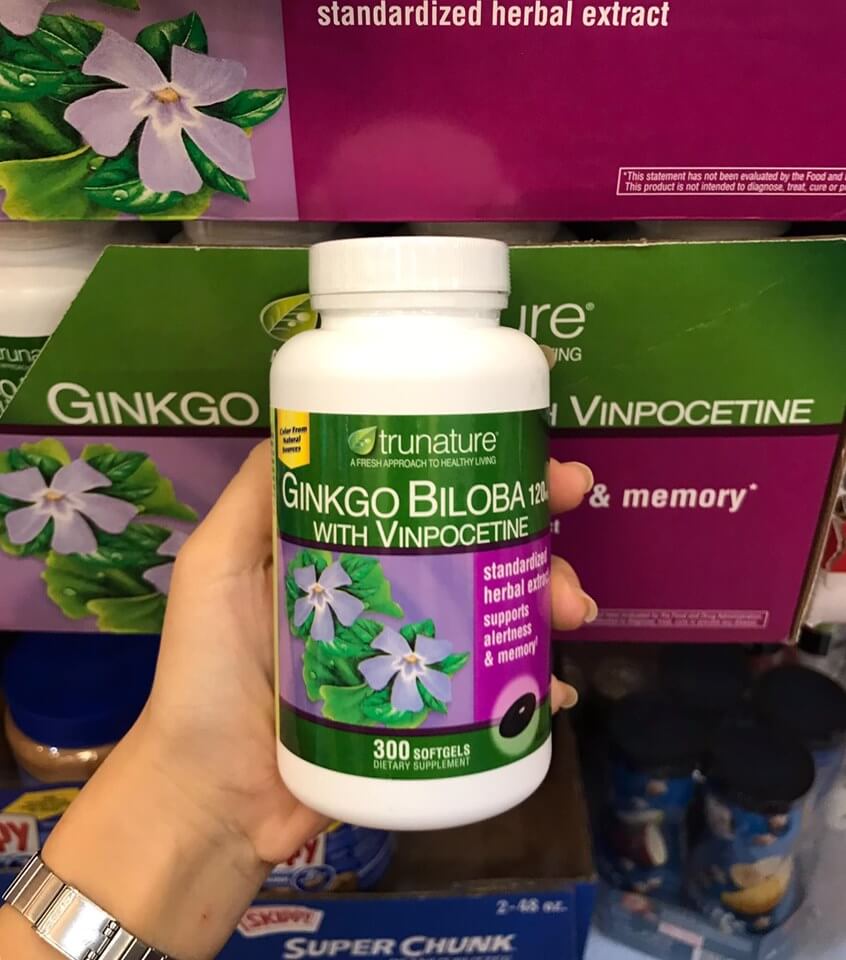 standardized herbal extract
*This statement has not been evaluated by the Food and
This product is not intended to diagnose, treat, cure or
ure®
ING
GINKGO
VINPOCETINE
& memory*
Color From
Natural
Sources
trunature®
A FRESH APPROACH TO HEALTHY LIVING
GINKGO BILOBA 120
WITH VINPOCETINE
standardized
herbal extract
supports
alertness
& memory*
300 SOFTGELS
DIETARY SUPPLEMENT
PY
PY
2-48 oz.
SKIPPY
SUPER CHUNK